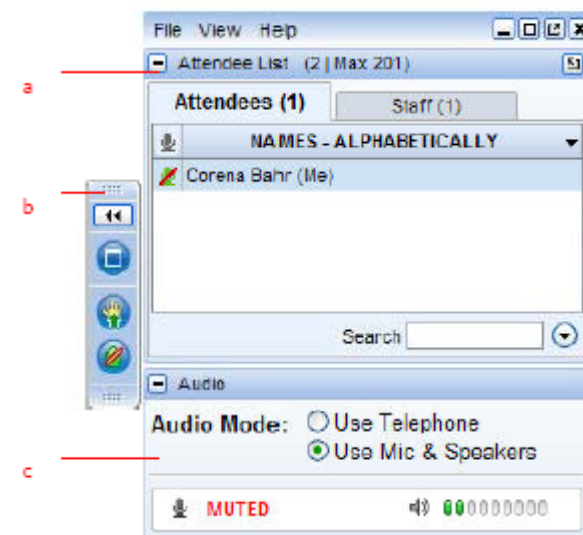 File View Help
a
Attendee List (2 | Max 201)
Attendees (1)
Staff (1)
NAMES - ALPHABETICALLY
Corena Bahr (Me)
b
Search
Audio
Audio Mode:
Use Telephone
Use Mic & Speakers
c
MUTED